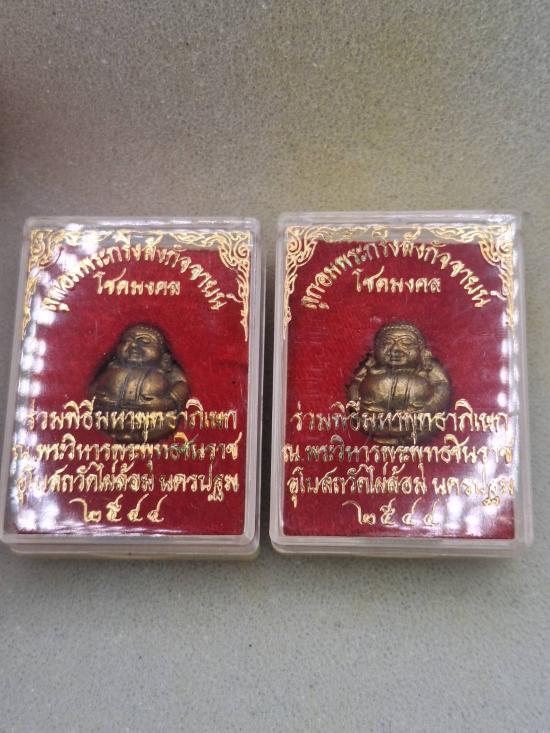 ลูกอมพระกริ่งสังกัจจายน์
โชคมงคล
ร่วมพิธีมหาพุทธาภิเษก
ณ.พระวิหารพระพุทธชินราช
อุโบสถวัดไผ่ล้อม นครปฐม
๒๕๔๔
ลูกอมพระกริ่งสังกัจจายน์
โชคมงคล
ร่วมพิธีมหาพุทธาภิเษก
ณ.พระวิหารพระพุทธชินราช
อุโบสถวัดไผ่ล้อม นครปฐม
๒๕๔๔